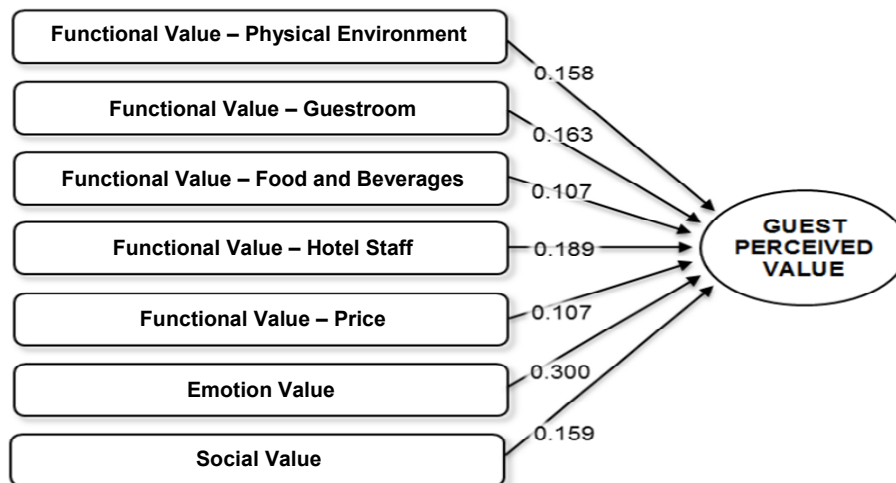 Functional Value – Physical Environment
0.158
Functional Value – Guestroom
0.163
Functional Value – Food and Beverages
0.107
Functional Value – Hotel Staff
0.189
GUEST
PERCEIVED
VALUE
Functional Value – Price
0.107
Emotion Value
0.300
Social Value
0.159